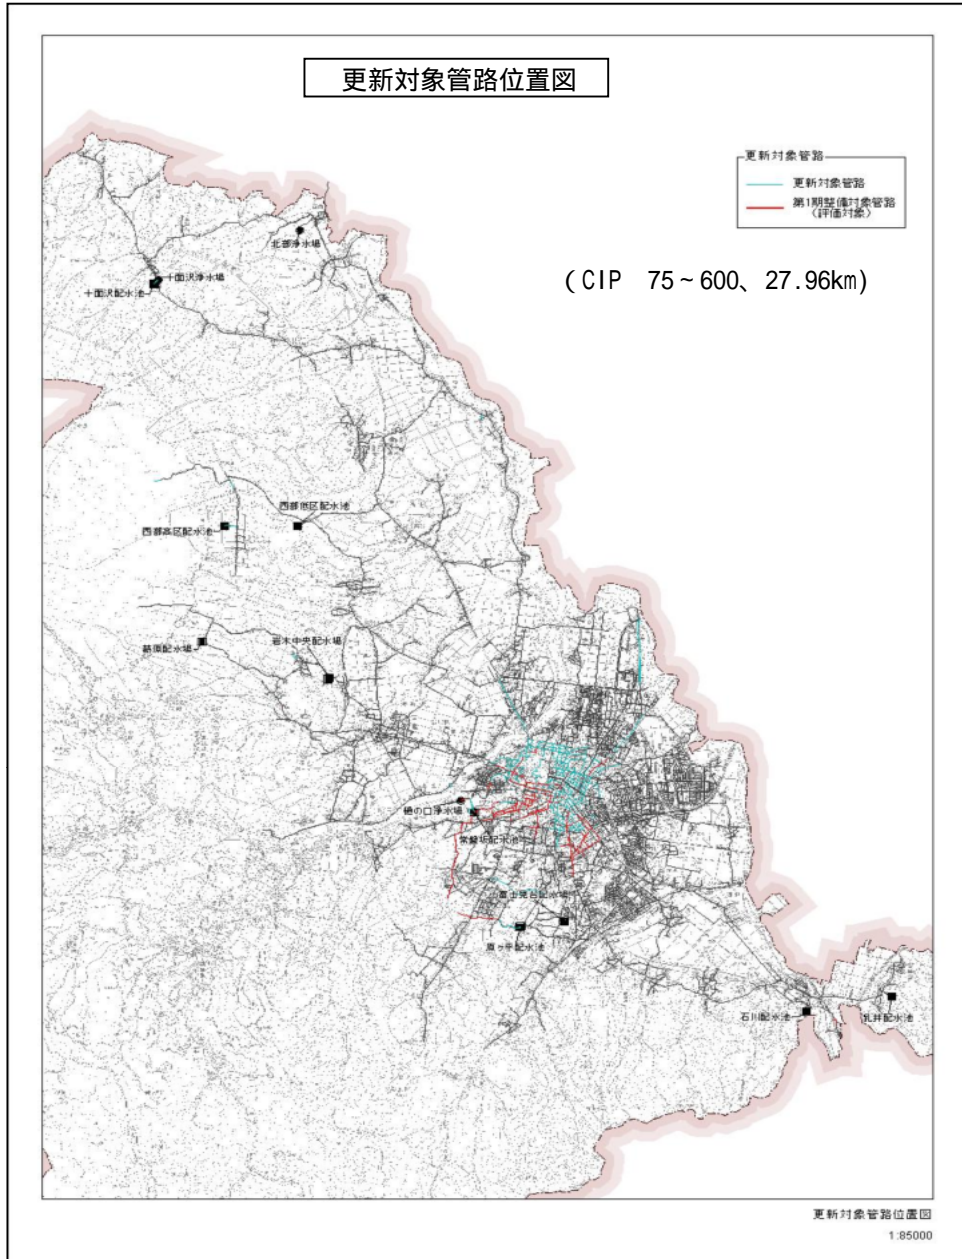 更新対象管路位置図
更新対象管路
更新対象管路
第1期整備対象管路
(評価対象)
(CIP 75~600、27.96km)
北部浄水場
十面沢浄水場
十面沢配水池
西部低区配水池
西部高区配水池
岩木中央配水場
樋の口浄水場
常盤坂配水池
富士見台配水場
原ヶ平配水池
石川配水池
乳井配水池
更新対象管路位置図
1:85000